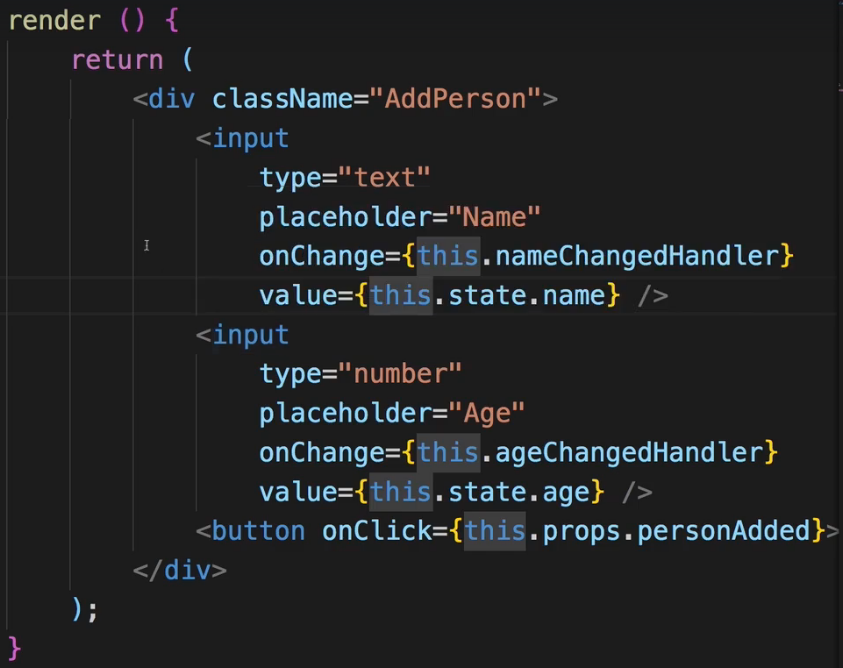 render () {
return (
<div className="AddPerson">
<input
type="text"
placeholder="Name"
onChange={this.nameChangedHandler}
value={this.state.name} />
<input
type="number"
placeholder="Age"
onChange={this.ageChangedHandler}
value={this.state.age} />
<button onClick={this.props.personAdded}>
</div>
);
}